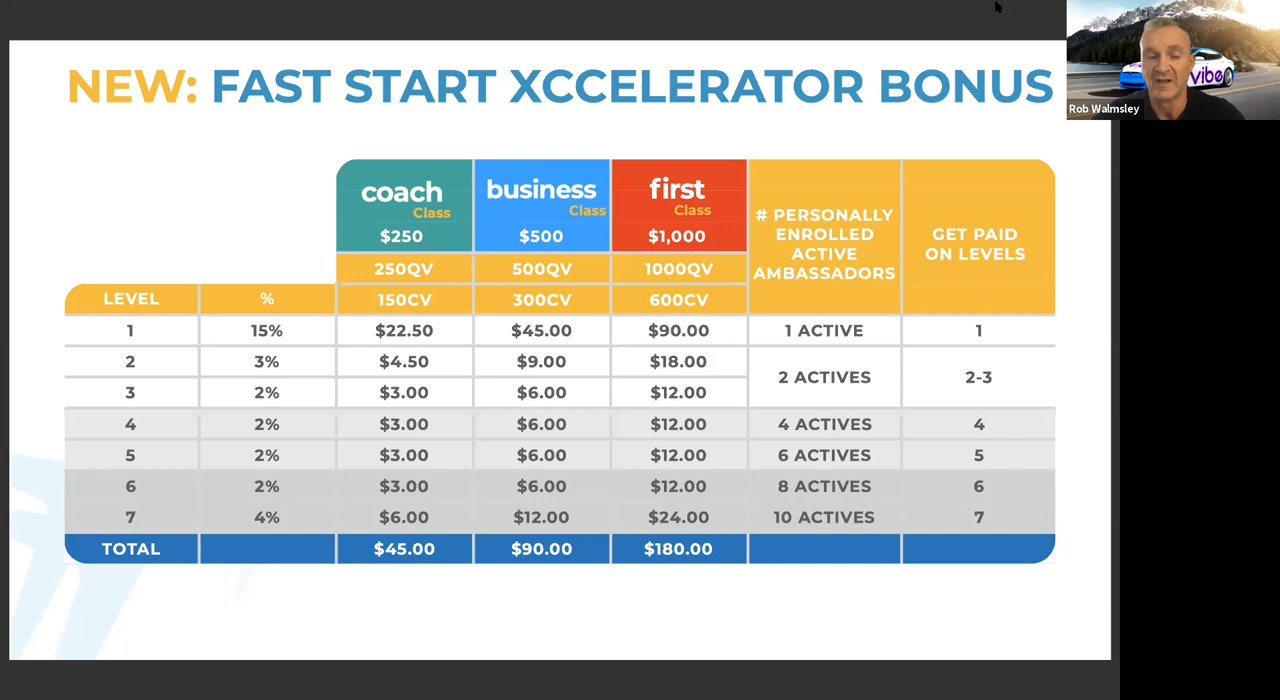 NEW: FAST START XCCELERATOR BONUS
vibe
Rob Walmsley
coach
Class
$250
business
Class
$500
first
Class
$1,000
# PERSONALLY
ENROLLED
ACTIVE
AMBASSADORS
GET PAID
ON LEVELS
250QV 500QV 1000QV
LEVEL % 150CV 300CV 600CV
1 15% $22.50 $45.00 $90.00 1 ACTIVE 1
2 3% $4.50 $9.00 $18.00
2 ACTIVES 2-3
3 2% $3.00 $6.00 $12.00
4 2% $3.00 $6.00 $12.00 4 ACTIVES 4
5 2% $3.00 $6.00 $12.00 6 ACTIVES 5
6 2% $3.00 $6.00 $12.00 8 ACTIVES 6
7 4% $6.00 $12.00 $24.00 10 ACTIVES 7
TOTAL $45.00 $90.00 $180.00